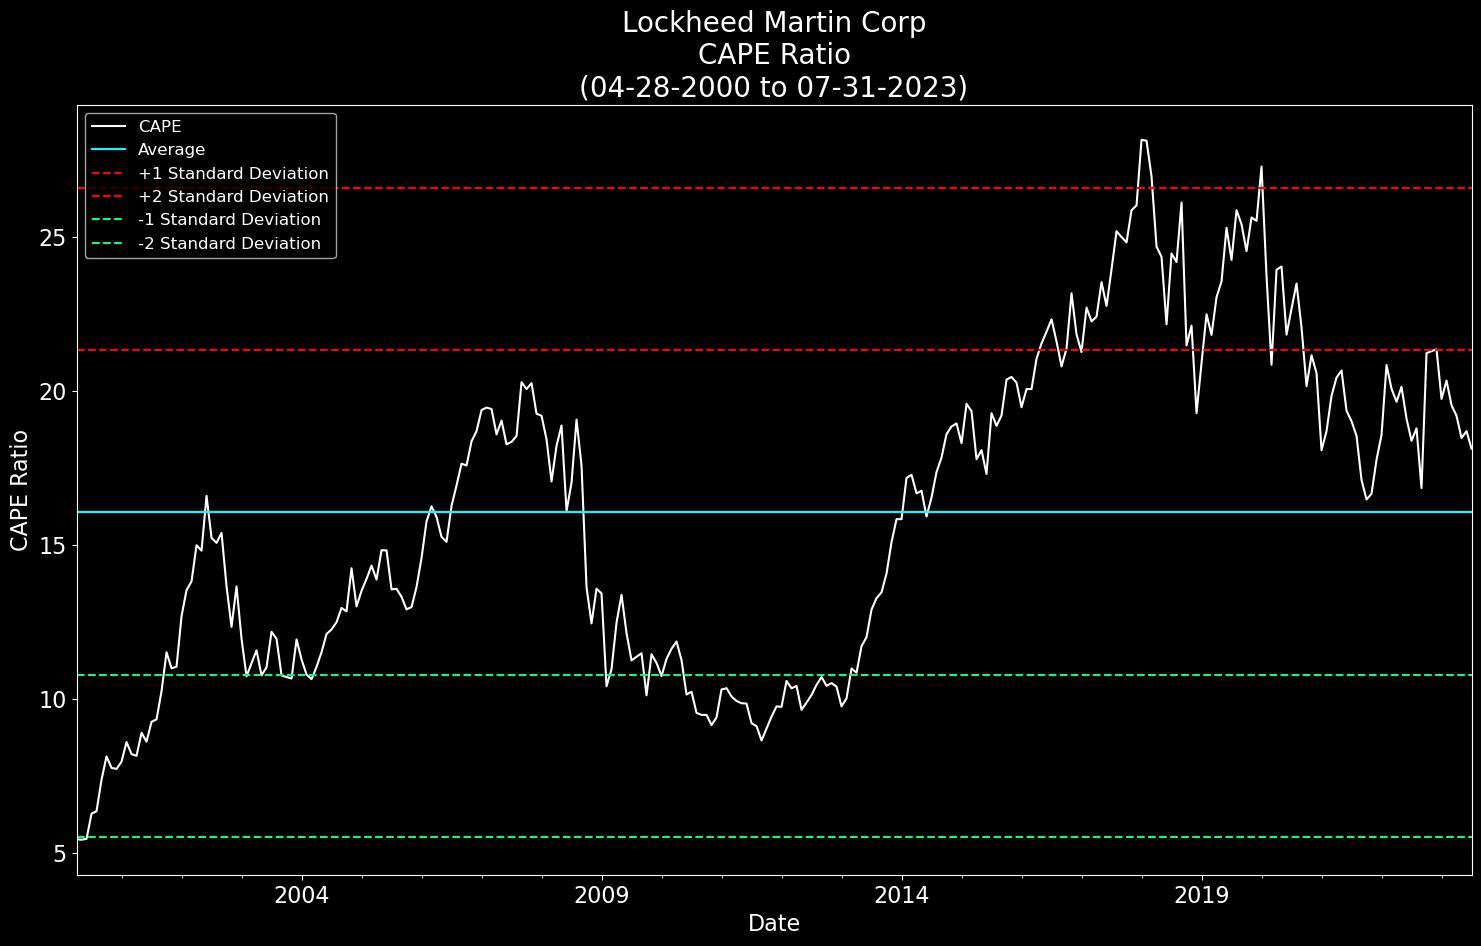 Lockheed Martin Corp
CAPE Ratio
(04-28-2000 to 07-31-2023)
CAPE
Average
+1 Standard Deviation
+2 Standard Deviation
-1 Standard Deviation
-2 Standard Deviation
25
20
15
10
5
CAPE Ratio
2004
2009
2014
2019
Date